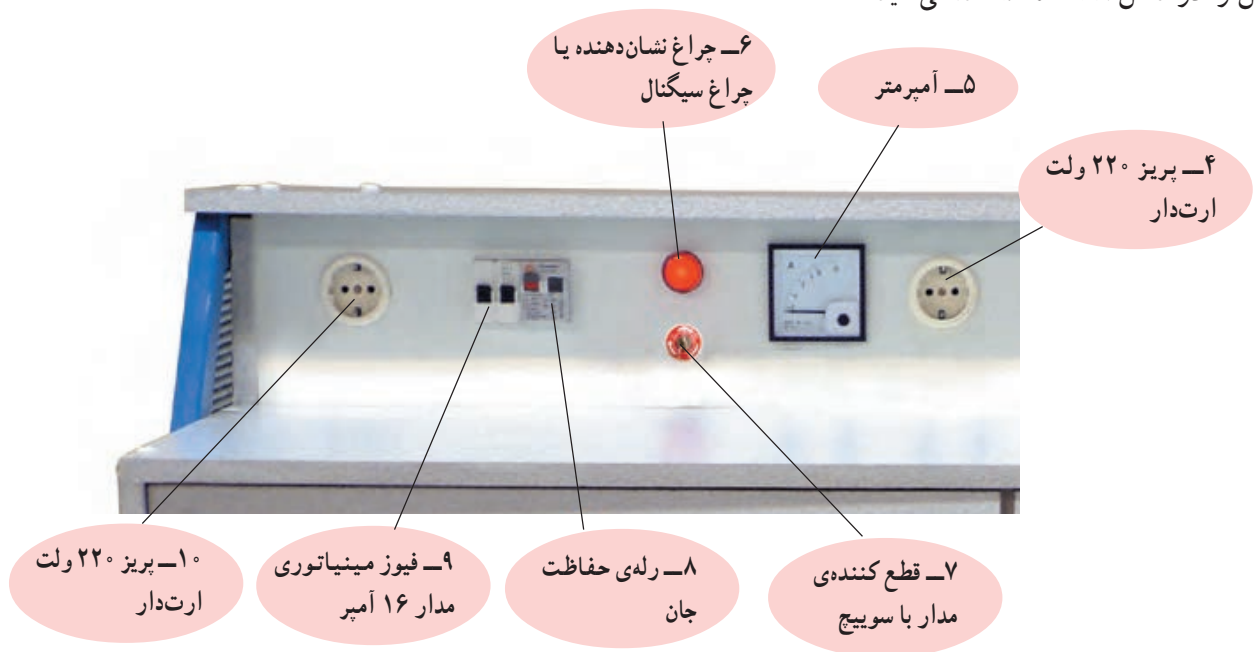 ۶ــ چراغ نشان‌دهنده یا
چراغ سیگنال
۵ــ آمپرمتر
۴ــ پریز ۲۲۰ ولت
ارت‌دار
A
۱۰ــ پریز ۲۲۰ ولت
ارت‌دار
۹ــ فیوز مینیاتوری
مدار ۱۶ آمپر
۸ــ رله‌ی حفاظت
جان
۷ــ قطع کننده‌ی
مدار با سوییچ